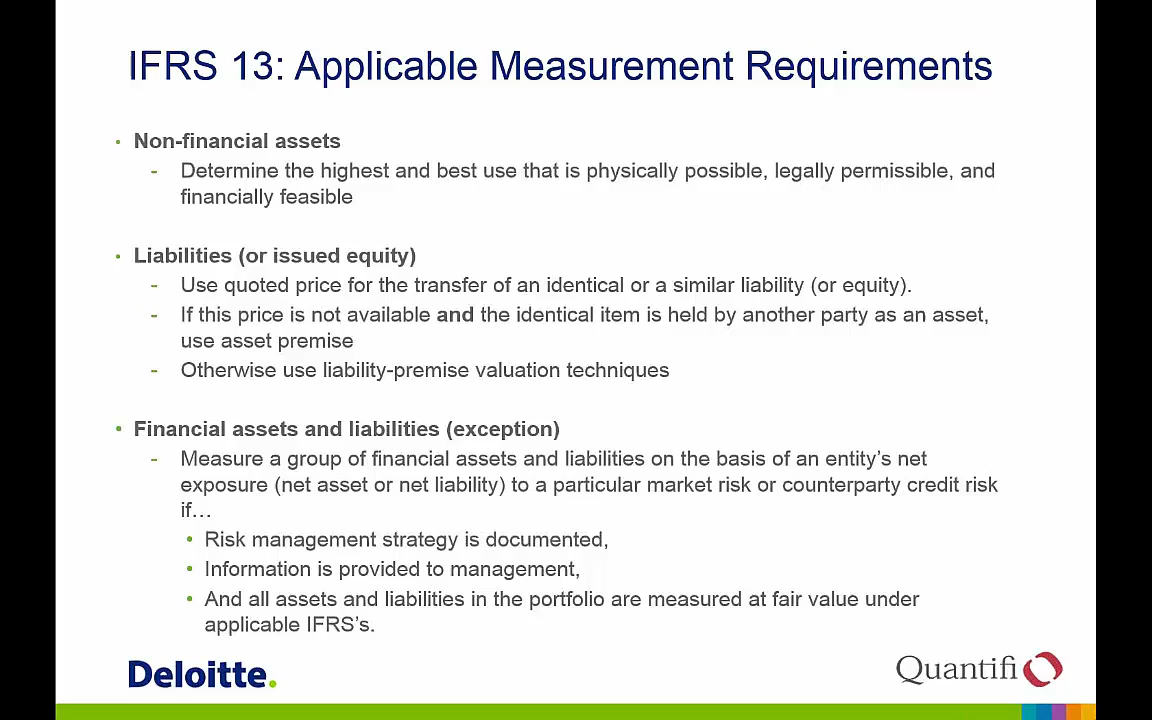 IFRS 13: Applicable Measurement Requirements
• Non-financial assets
- Determine the highest and best use that is physically possible, legally permissible, and
financially feasible
• Liabilities (or issued equity)
- Use quoted price for the transfer of an identical or a similar liability (or equity).
- If this price is not available and the identical item is held by another party as an asset,
use asset premise
- Otherwise use liability-premise valuation techniques
• Financial assets and liabilities (exception)
- Measure a group of financial assets and liabilities on the basis of an entity's net
exposure (net asset or net liability) to a particular market risk or counterparty credit risk
if…
• Risk management strategy is documented,
• Information is provided to management,
• And all assets and liabilities in the portfolio are measured at fair value under
applicable IFRS's.
Deloitte.
Quantifi